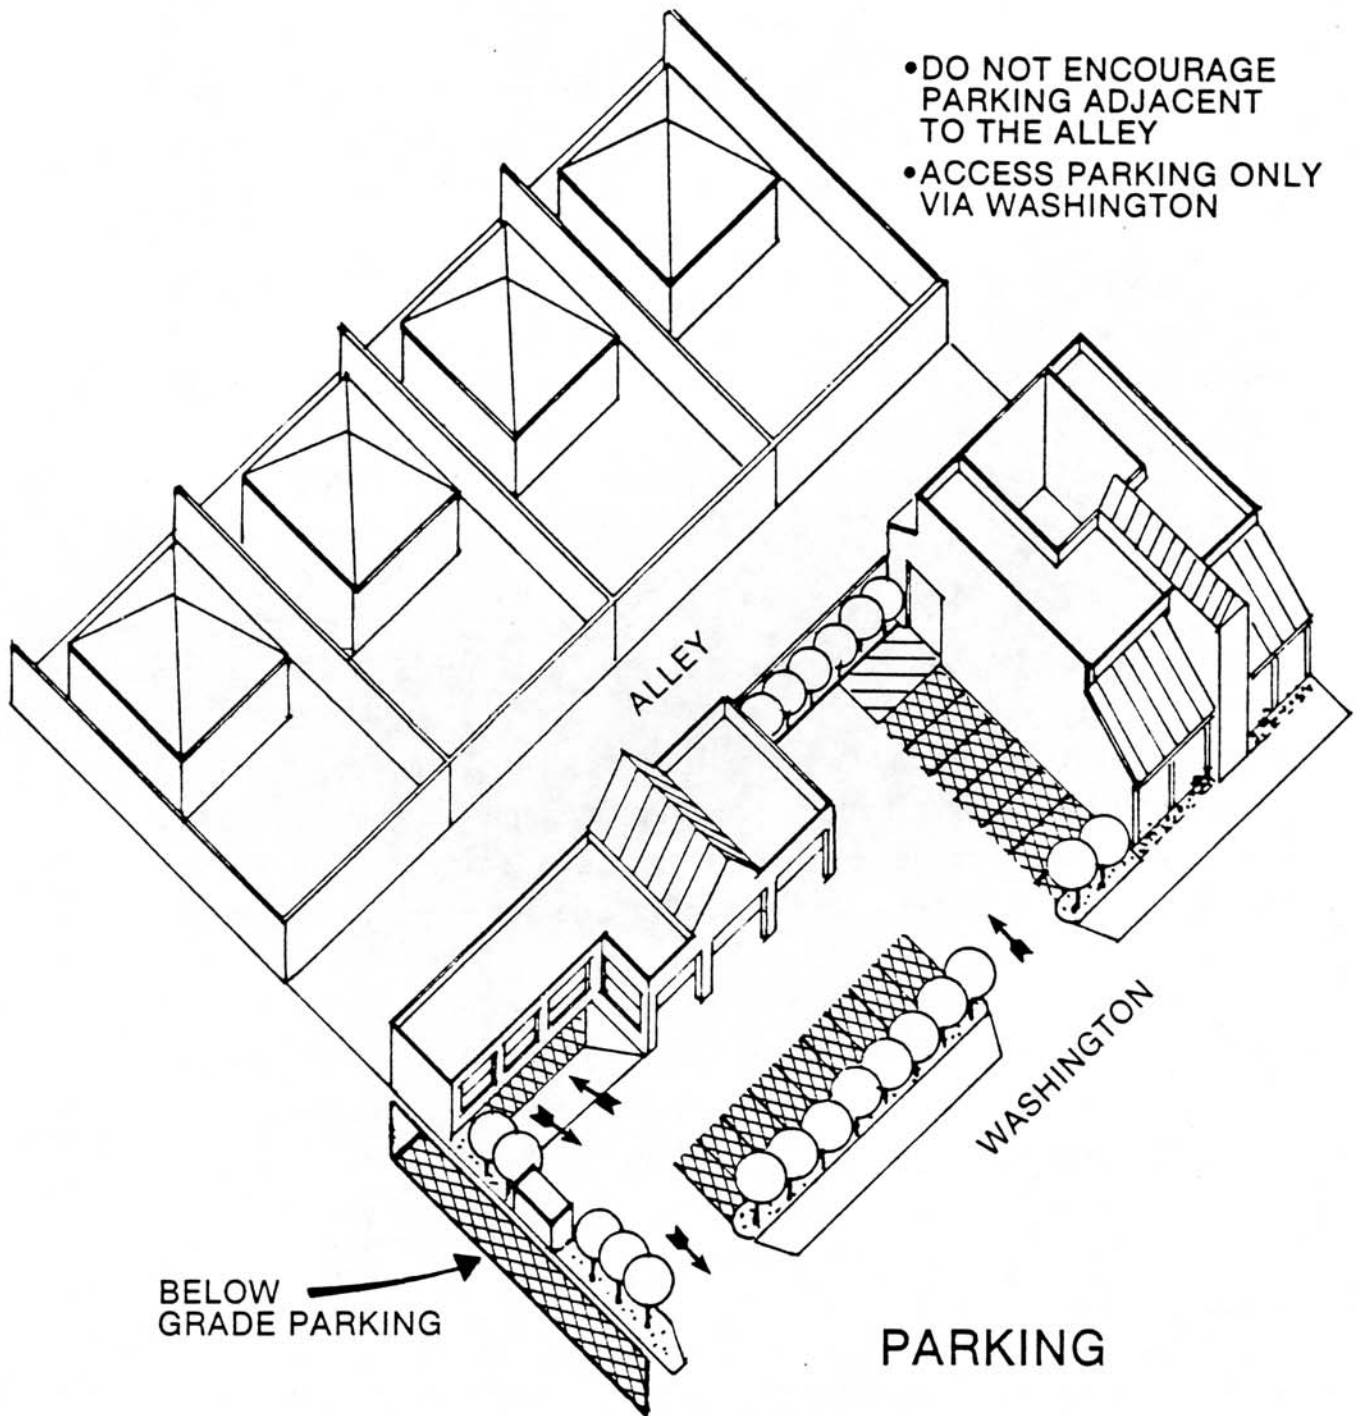 •DO NOT ENCOURAGE
PARKING ADJACENT
TO THE ALLEY
•ACCESS PARKING ONLY
VIA WASHINGTON
ALLEY
WASHINGTON
BELOW
GRADE PARKING
PARKING